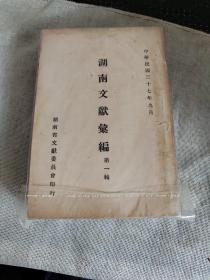 中華民國三十七年九月
湖南文獻彙編
第一輯
湖南省文獻委員會印行